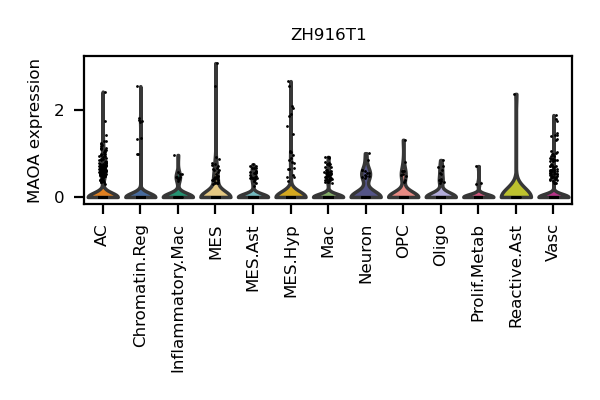 ZH916T1
MAOA expression
2
0
AC
Chromatin.Reg
Inflammatory.Mac
MES
MES.Ast
MES.Hyp
Mac
Neuron
OPC
Oligo
Prolif.Metab
Reactive.Ast
Vasc